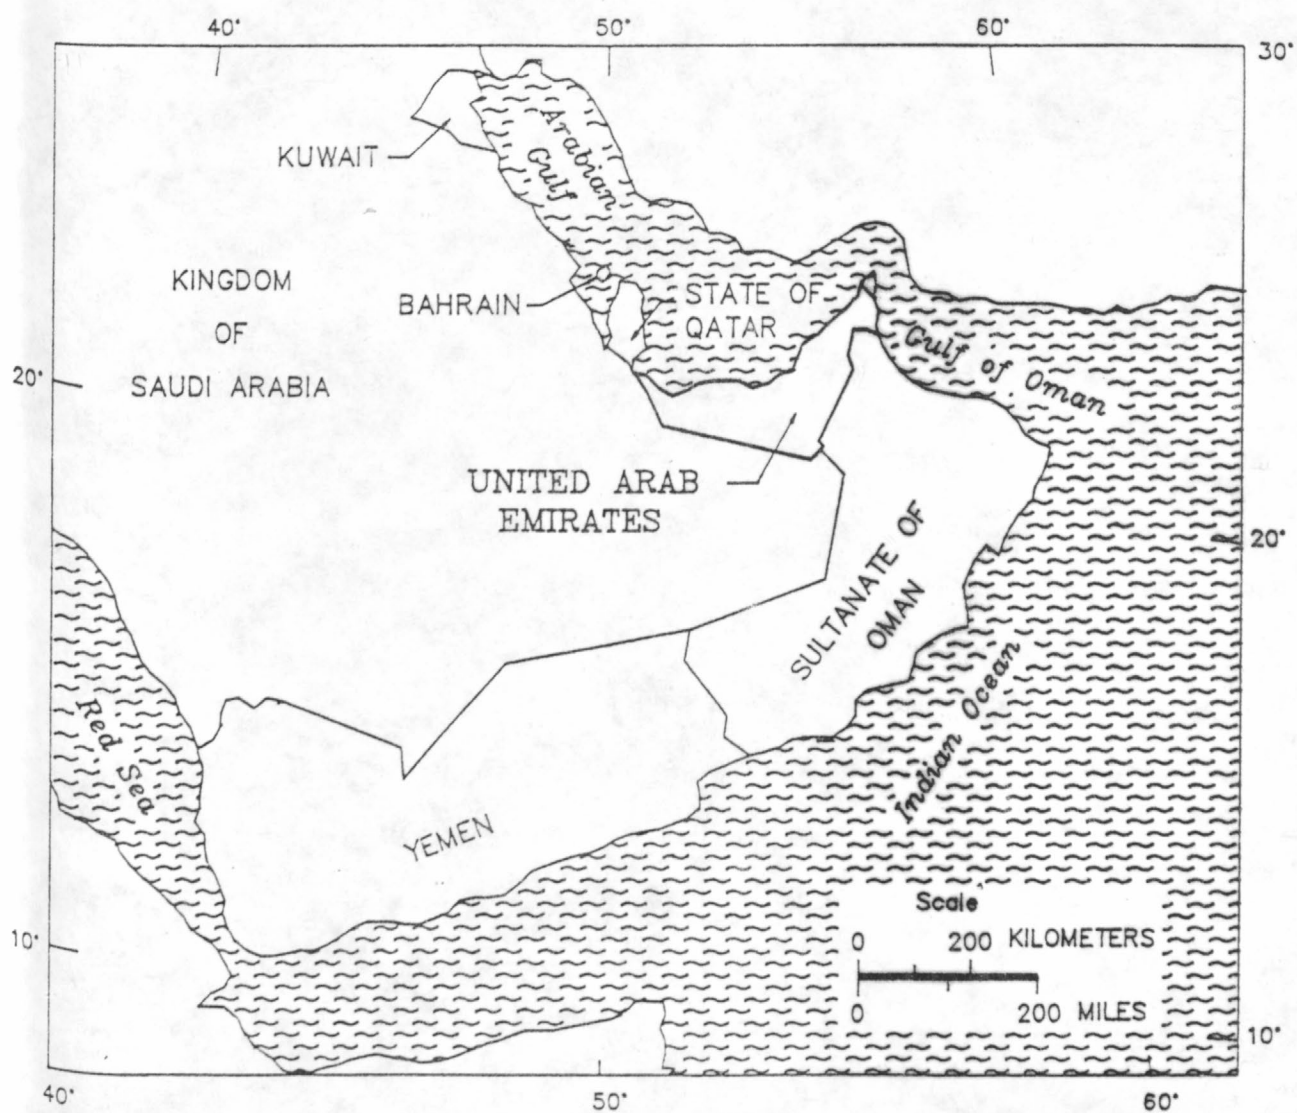 40°
50°
60°
30°
Arabian
Gulf
KUWAIT
KINGDOM
OF
SAUDI ARABIA
BAHRAIN
STATE OF
QATAR
Gulf of Oman
20°
UNITED ARAB
EMIRATES
20°
SULTANATE OF
OMAN
Indian Ocean
Red Sea
YEMEN
Scale
0 200 KILOMETERS
0 200 MILES
10°
10°
40°
50°
60°